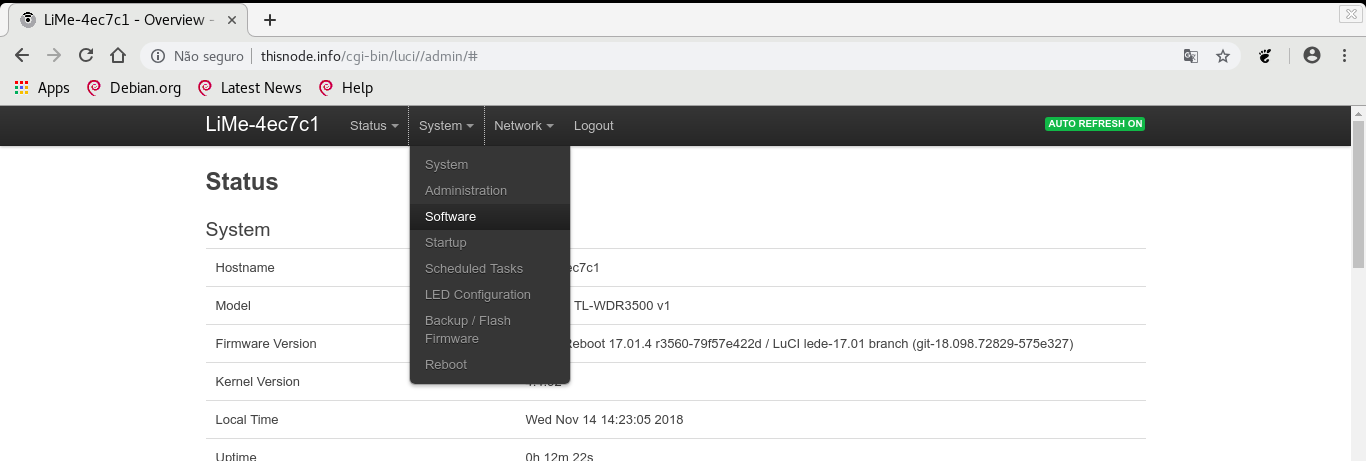 LiMe-4ec7c1 - Overview -
Não seguro | thisnode.info/cgi-bin/luci//admin/#
Apps Debian.org Latest News Help
LiMe-4ec7c1 Status System Network Logout AUTO REFRESH ON
System
Administration
Software
Startup
Scheduled Tasks
LED Configuration
Backup / Flash
Firmware
Reboot
Status
System
Hostname ec7c1
Model TL-WDR3500 v1
Firmware Version Reboot 17.01.4 r3560-79f57e422d / LuCI lede-17.01 branch (git-18.098.72829-575e327)
Kernel Version
Local Time Wed Nov 14 14:23:05 2018
Uptime 0h 12m 22s